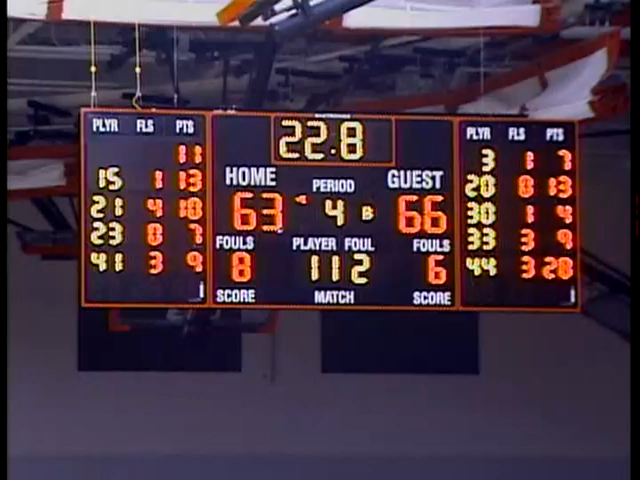 22.8
PLYR FLS PTS
11
15 1 13
21 4 18
23 0 7
41 3 9
HOME PERIOD GUEST
63 4 B 66
FOULS PLAYER FOUL FOULS
8 11 2 6
SCORE MATCH SCORE
PLYR FLS PTS
3 1 7
20 0 13
30 1 4
33 3 9
44 3 28